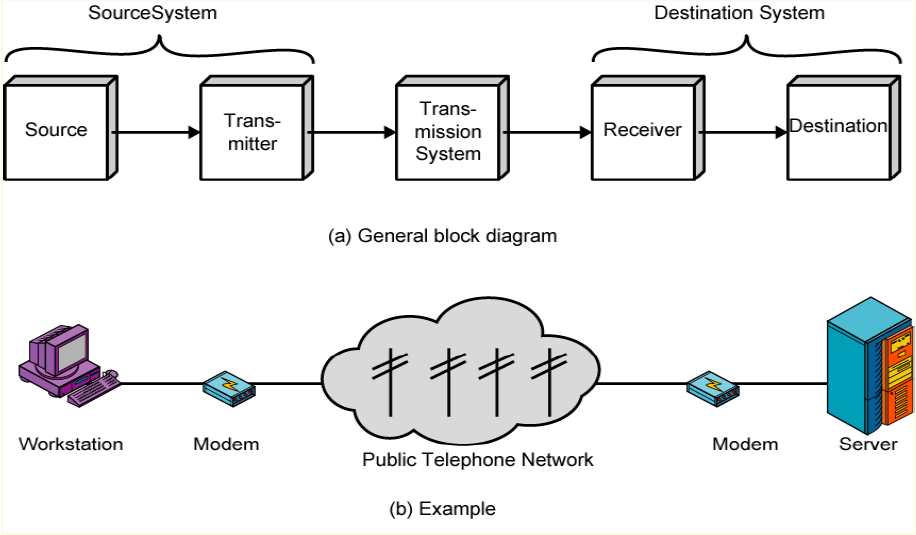 SourceSystem
Destination System
Source
Trans-
mitter
Trans-
mission
System
Receiver
Destination
(a) General block diagram
Workstation
Modem
Public Telephone Network
Modem
Server
(b) Example